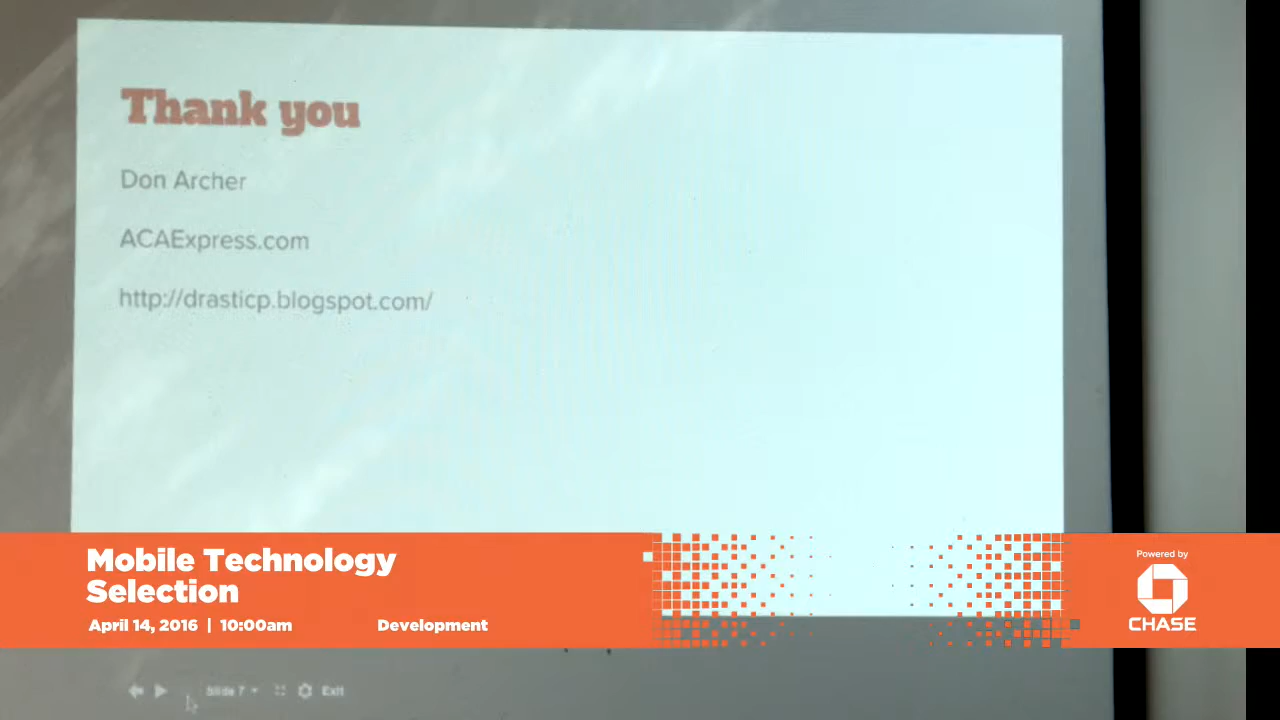 Thank you
Don Archer
ACAExpress.com
http://drasticp.blogspot.com/
Mobile Technology
Selection
April 14, 2016 | 10:00am
Development
Powered by
CHASE
Slide 7
Exit